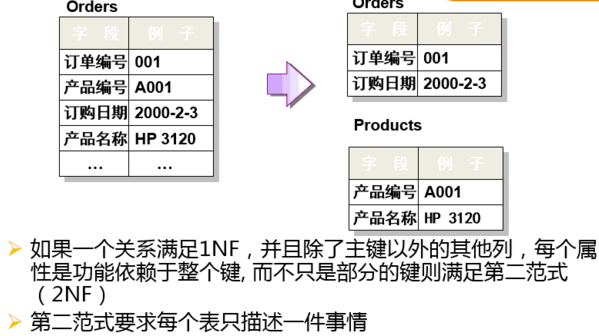 Orders
字 段 例 子
订单编号 001
产品编号 A001
订购日期 2000-2-3
产品名称 HP 3120
... ...
Orders
字 段 例 子
订单编号 001
订购日期 2000-2-3
Products
字 段 例 子
产品编号 A001
产品名称 HP 3120
如果一个关系满足1NF，并且除了主键以外的其他列，每个属
性是功能依赖于整个键, 而不只是部分的键则满足第二范式
（2NF）
第二范式要求每个表只描述一件事情